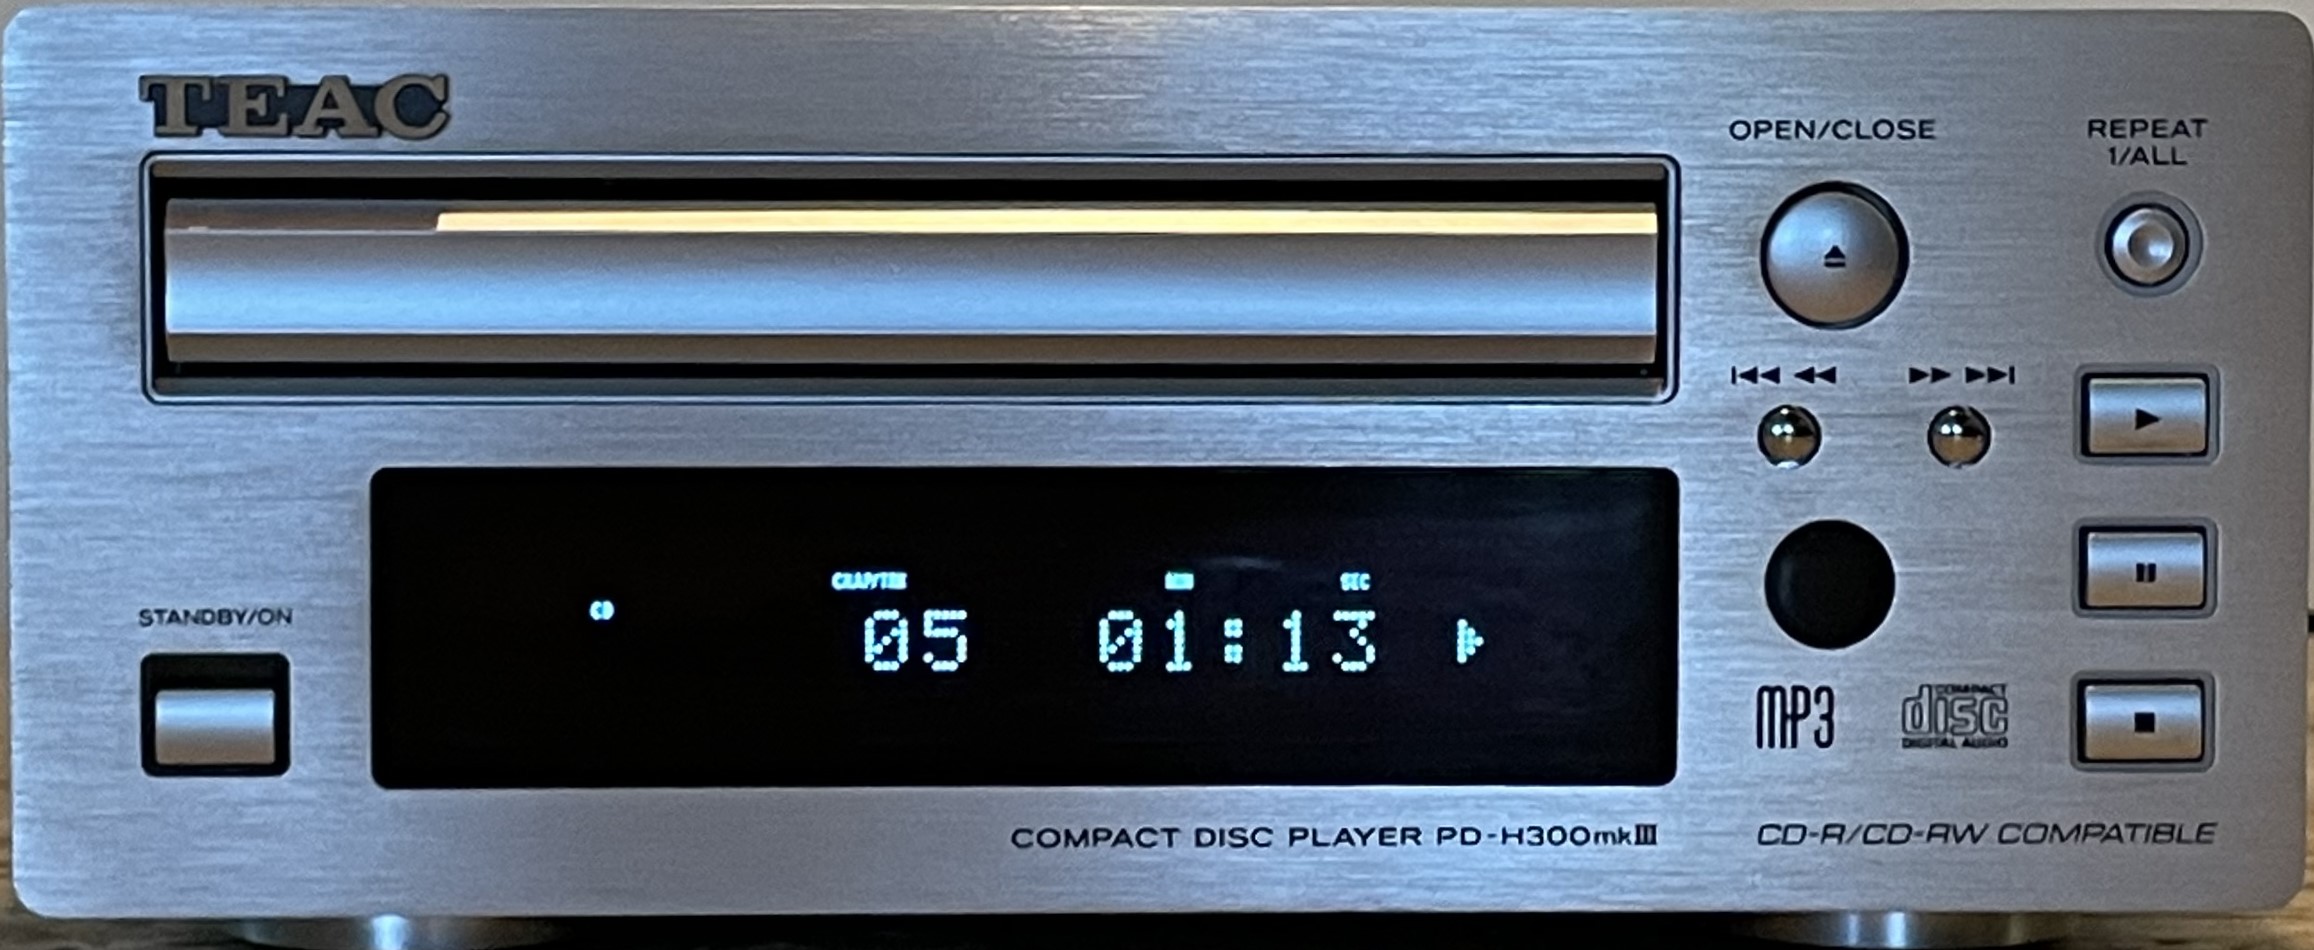 TEAC
OPEN/CLOSE
REPEAT
1/ALL
STANDBY/ON
CD
CHAPTER MIN SEC
05 01:13
MP3
COMPACT
disc
DIGITAL AUDIO
COMPACT DISC PLAYER PD-H300mkIII
CD-R/CD-RW COMPATIBLE